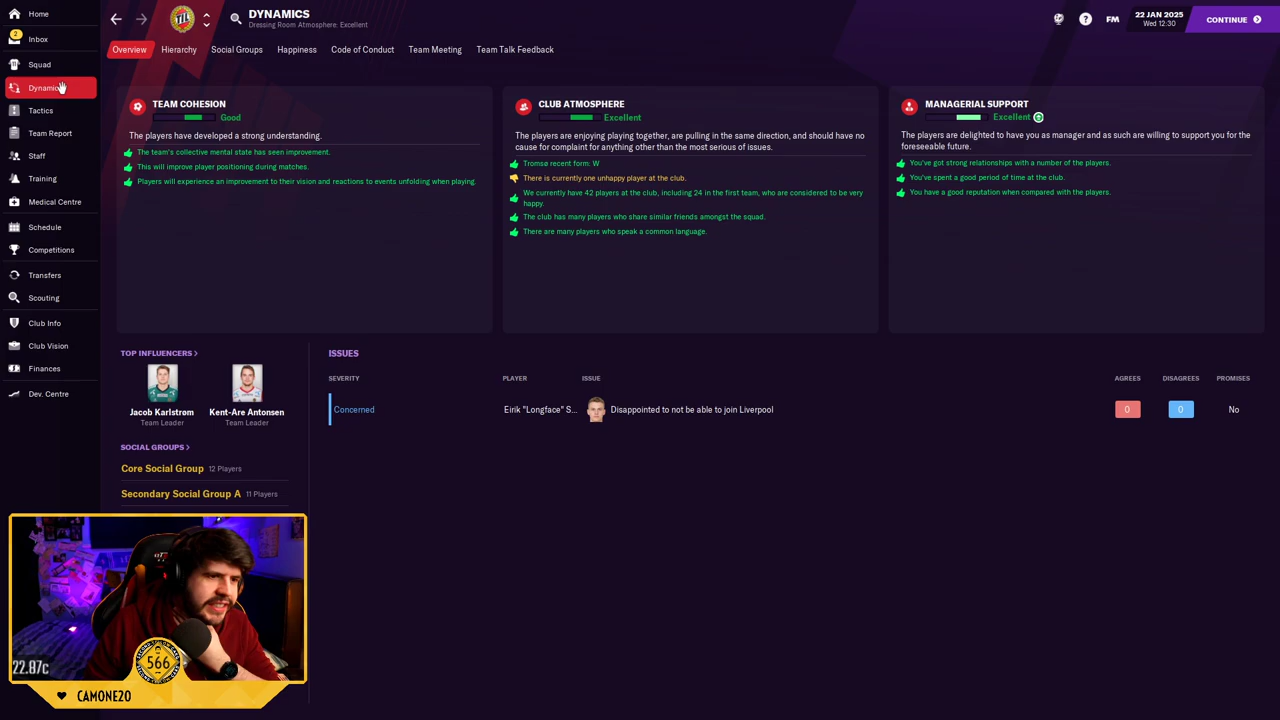 Home
2
Inbox
Squad
Dynamics
Tactics
Team Report
Staff
Training
Medical Centre
Schedule
Competitions
Transfers
Scouting
Club Info
Club Vision
Finances
Dev. Centre
TIL
DYNAMICS
Dressing Room Atmosphere: Excellent
?
FM
22 JAN 2025
Wed 12:30
CONTINUE
Overview
Hierarchy
Social Groups
Happiness
Code of Conduct
Team Meeting
Team Talk Feedback
TEAM COHESION
Good
The players have developed a strong understanding.
The team's collective mental state has seen improvement.
This will improve player positioning during matches.
Players will experience an improvement to their vision and reactions to events unfolding when playing.
CLUB ATMOSPHERE
Excellent
The players are enjoying playing together, are pulling in the same direction, and should have no
cause for complaint for anything other than the most serious of issues.
Tromsø recent form: W
There is currently one unhappy player at the club.
We currently have 42 players at the club, including 24 in the first team, who are considered to be very
happy.
The club has many players who share similar friends amongst the squad.
There are many players who speak a common language.
MANAGERIAL SUPPORT
Excellent
The players are delighted to have you as manager and as such are willing to support you for the
foreseeable future.
You've got strong relationships with a number of the players.
You've spent a good period of time at the club.
You have a good reputation when compared with the players.
TOP INFLUENCERS >
Jacob Karlstrøm
Team Leader
Kent-Are Antonsen
Team Leader
SOCIAL GROUPS >
Core Social Group 12 Players
Secondary Social Group A 11 Players
ISSUES
SEVERITY
PLAYER
ISSUE
AGREES
DISAGREES
PROMISES
Concerned
Eirik "Longface" S...
Disappointed to not be able to join Liverpool
0
0
No
22.87c
566
CAMONE20